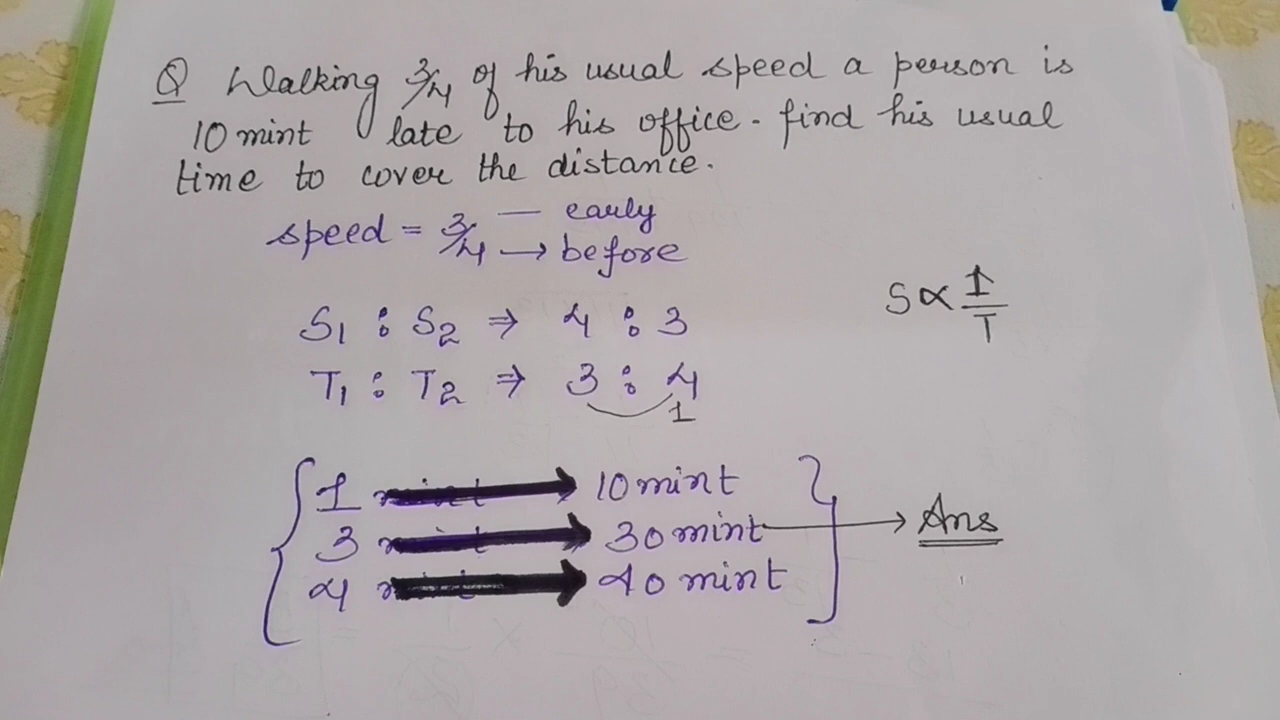 Q Walking 3/4 of his usual speed a person is
10 mint late to his office. find his usual
time to cover the distance.
speed = 3/4 — early
→ before
S1 : S2 ⇒ 4 : 3
S ∝ 1/T
T1 : T2 ⇒ 3 : 4
1
1 → 10 mint
3 → 30 mint → Ans
4 → 40 mint